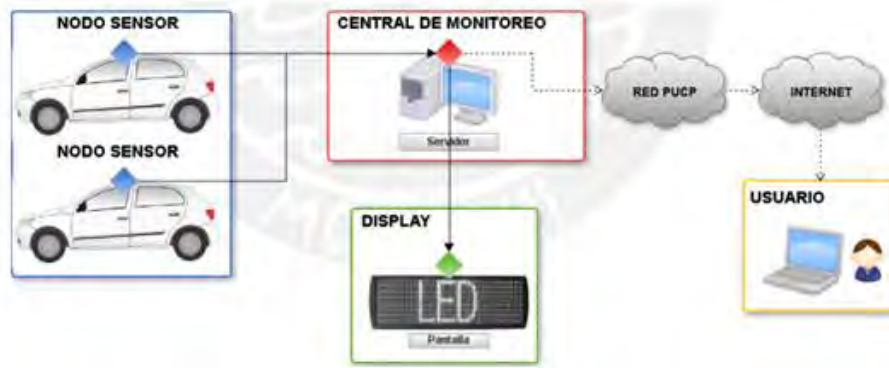 NODO SENSOR
NODO SENSOR
CENTRAL DE MONITOREO
Servidor
RED PUCP
INTERNET
DISPLAY
LED
Pantalla
USUARIO